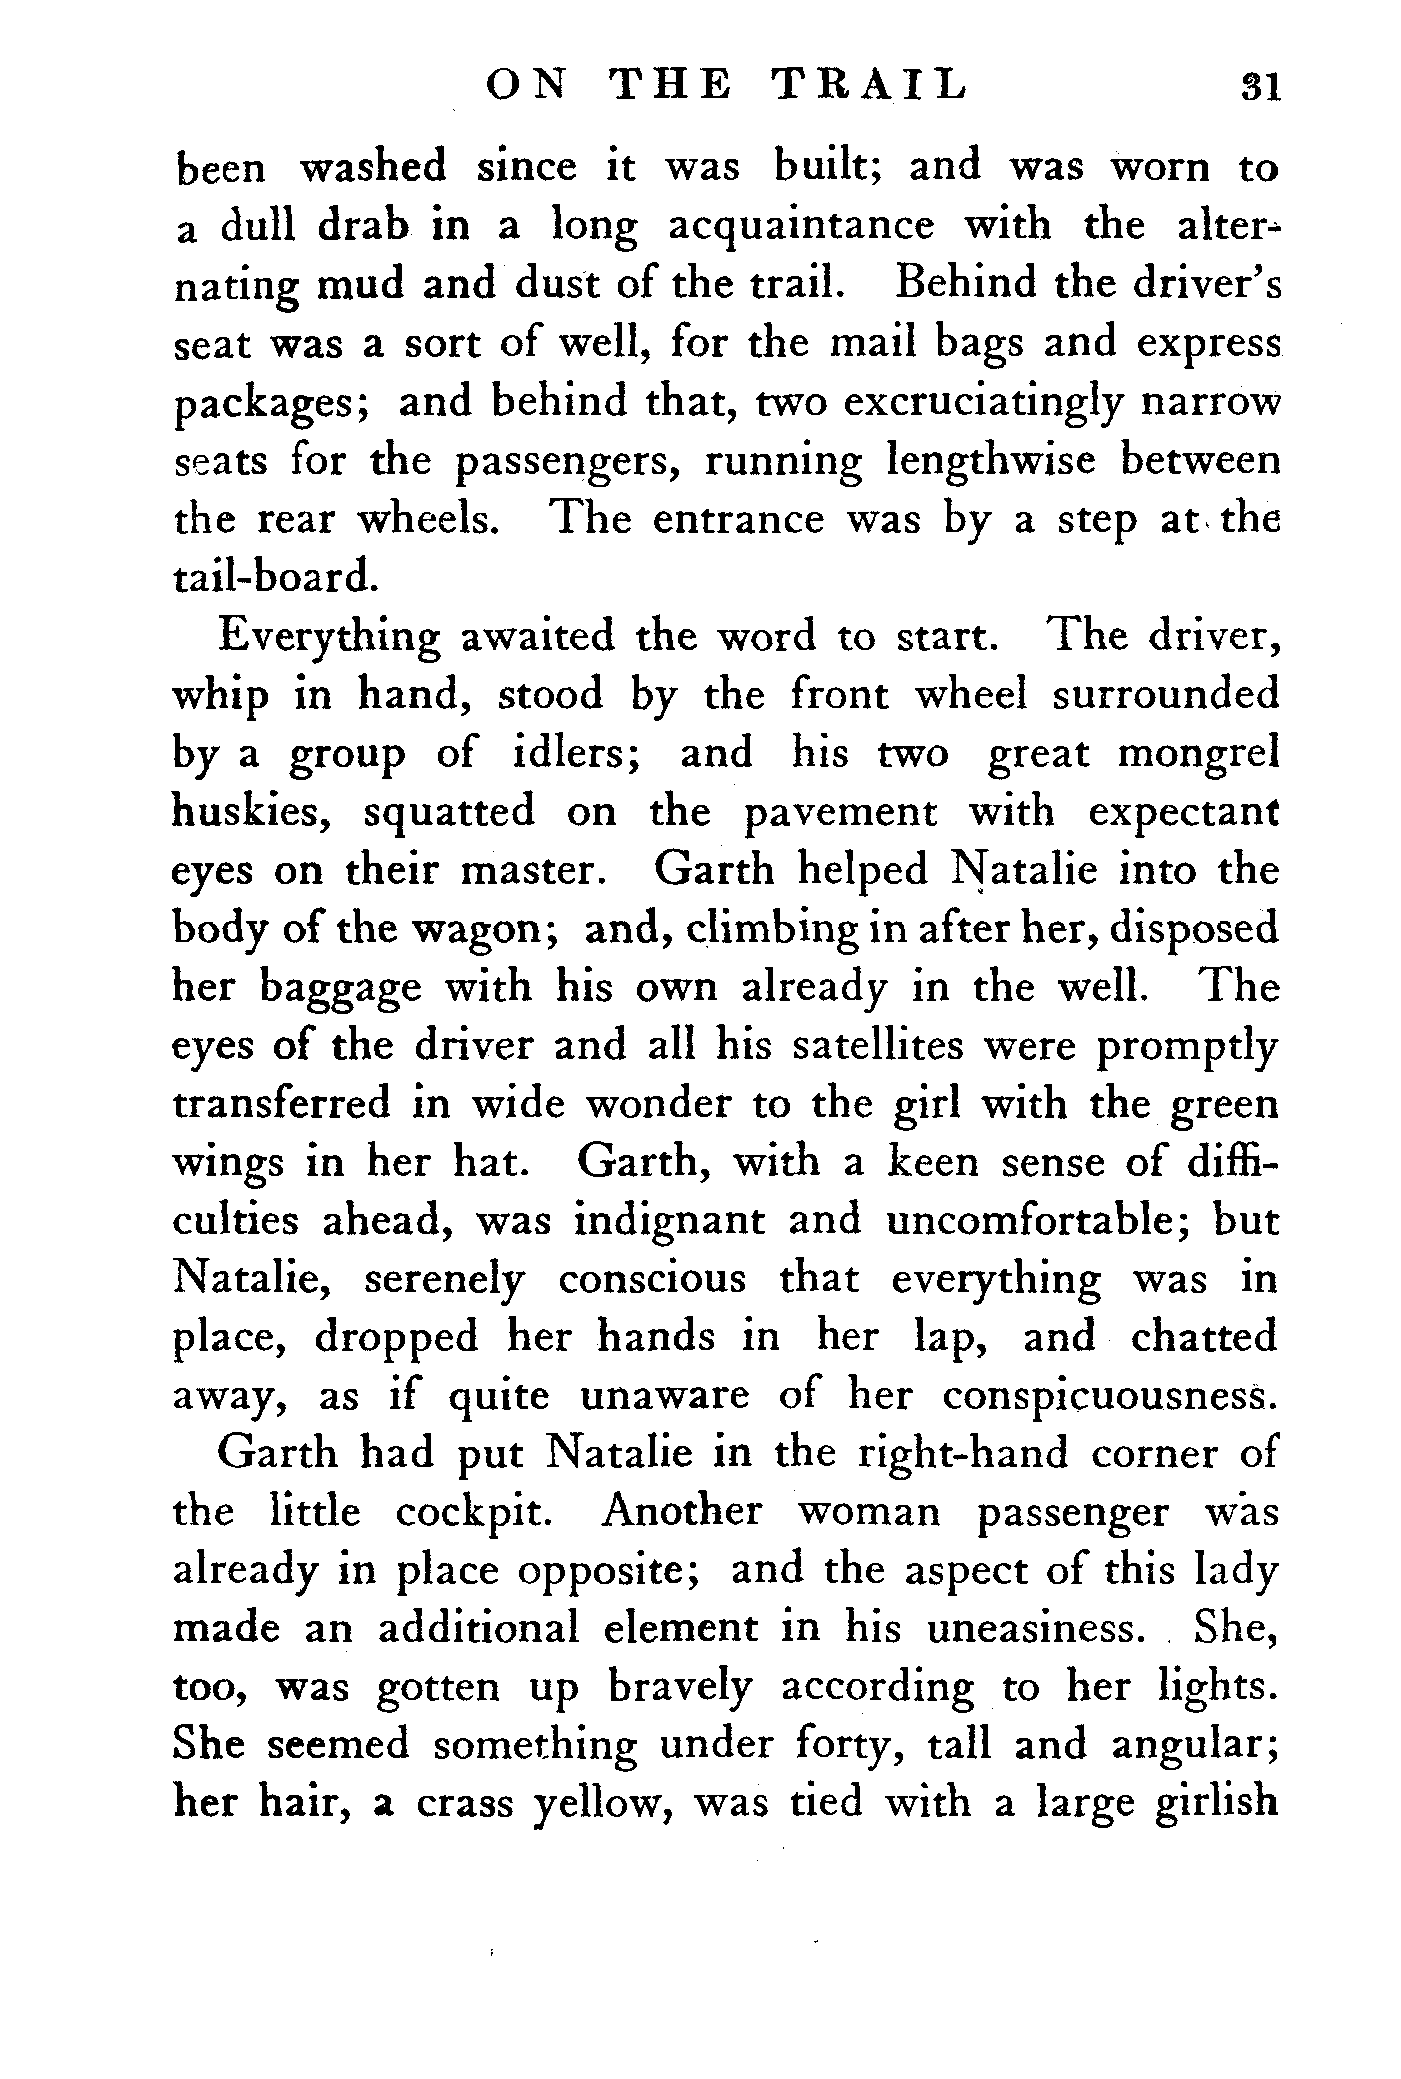 ON THE TRAIL 31
been washed since it was built; and was worn to
a dull drab in a long acquaintance with the alter-
nating mud and dust of the trail. Behind the driver's
seat was a sort of well, for the mail bags and express
packages; and behind that, two excruciatingly narrow
seats for the passengers, running lengthwise between
the rear wheels. The entrance was by a step at the
tail-board.
Everything awaited the word to start. The driver,
whip in hand, stood by the front wheel surrounded
by a group of idlers; and his two great mongrel
huskies, squatted on the pavement with expectant
eyes on their master. Garth helped Natalie into the
body of the wagon; and, climbing in after her, disposed
her baggage with his own already in the well. The
eyes of the driver and all his satellites were promptly
transferred in wide wonder to the girl with the green
wings in her hat. Garth, with a keen sense of diffi-
culties ahead, was indignant and uncomfortable; but
Natalie, serenely conscious that everything was in
place, dropped her hands in her lap, and chatted
away, as if quite unaware of her conspicuousness.
Garth had put Natalie in the right-hand corner of
the little cockpit. Another woman passenger was
already in place opposite; and the aspect of this lady
made an additional element in his uneasiness. She,
too, was gotten up bravely according to her lights.
She seemed something under forty, tall and angular;
her hair, a crass yellow, was tied with a large girlish